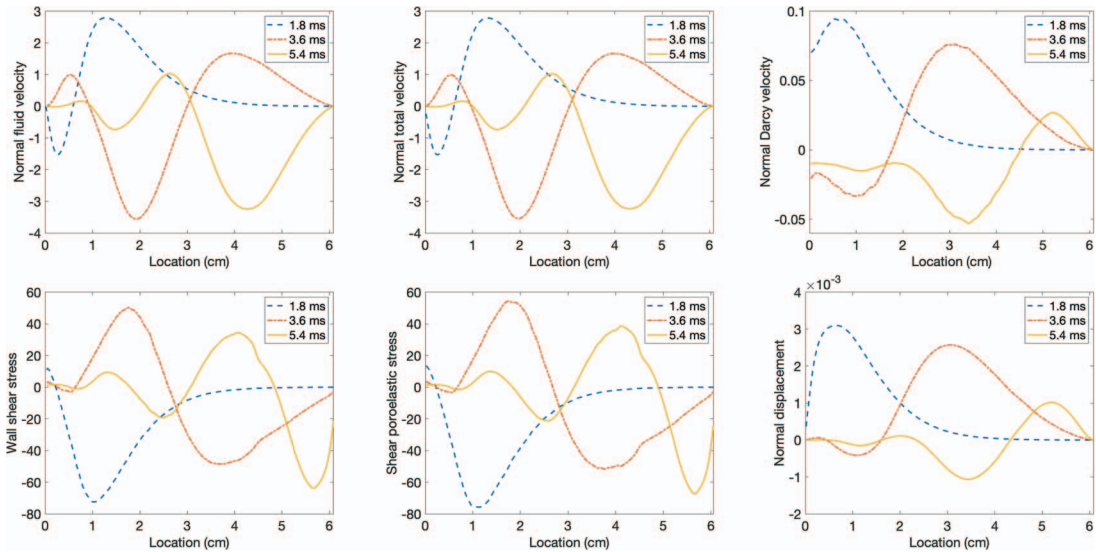 Normal fluid velocity
3
2
1
0
-1
-2
-3
-4
0 1 2 3 4 5 6
Location (cm)
1.8 ms
3.6 ms
5.4 ms
Normal total velocity
3
2
1
0
-1
-2
-3
-4
0 1 2 3 4 5 6
Location (cm)
1.8 ms
3.6 ms
5.4 ms
Normal Darcy velocity
0.1
0.05
0
-0.05
0 1 2 3 4 5 6
Location (cm)
1.8 ms
3.6 ms
5.4 ms
Wall shear stress
60
40
20
0
-20
-40
-60
-80
0 1 2 3 4 5 6
Location (cm)
1.8 ms
3.6 ms
5.4 ms
Shear poroelastic stress
60
40
20
0
-20
-40
-60
-80
0 1 2 3 4 5 6
Location (cm)
1.8 ms
3.6 ms
5.4 ms
Normal displacement
×10⁻³
4
3
2
1
0
-1
-2
0 1 2 3 4 5 6
Location (cm)
1.8 ms
3.6 ms
5.4 ms